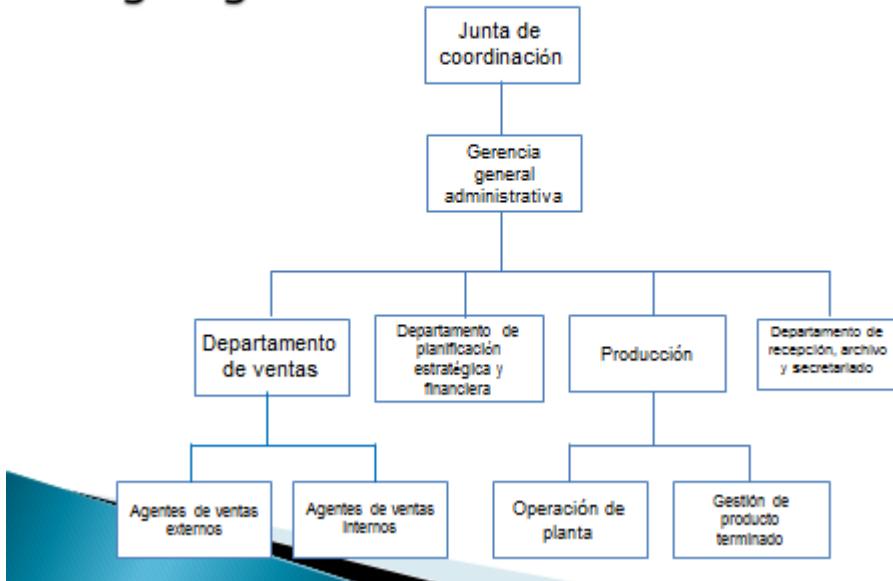 Junta de
coordinación
Gerencia
general
administrativa
Departamento
de ventas
Departamento de
planificación
estratégica y
financiera
Producción
Departamento de
recepción, archivo
y secretariado
Agentes de ventas
externos
Agentes de ventas
internos
Operación de
planta
Gestión de
producto
terminado